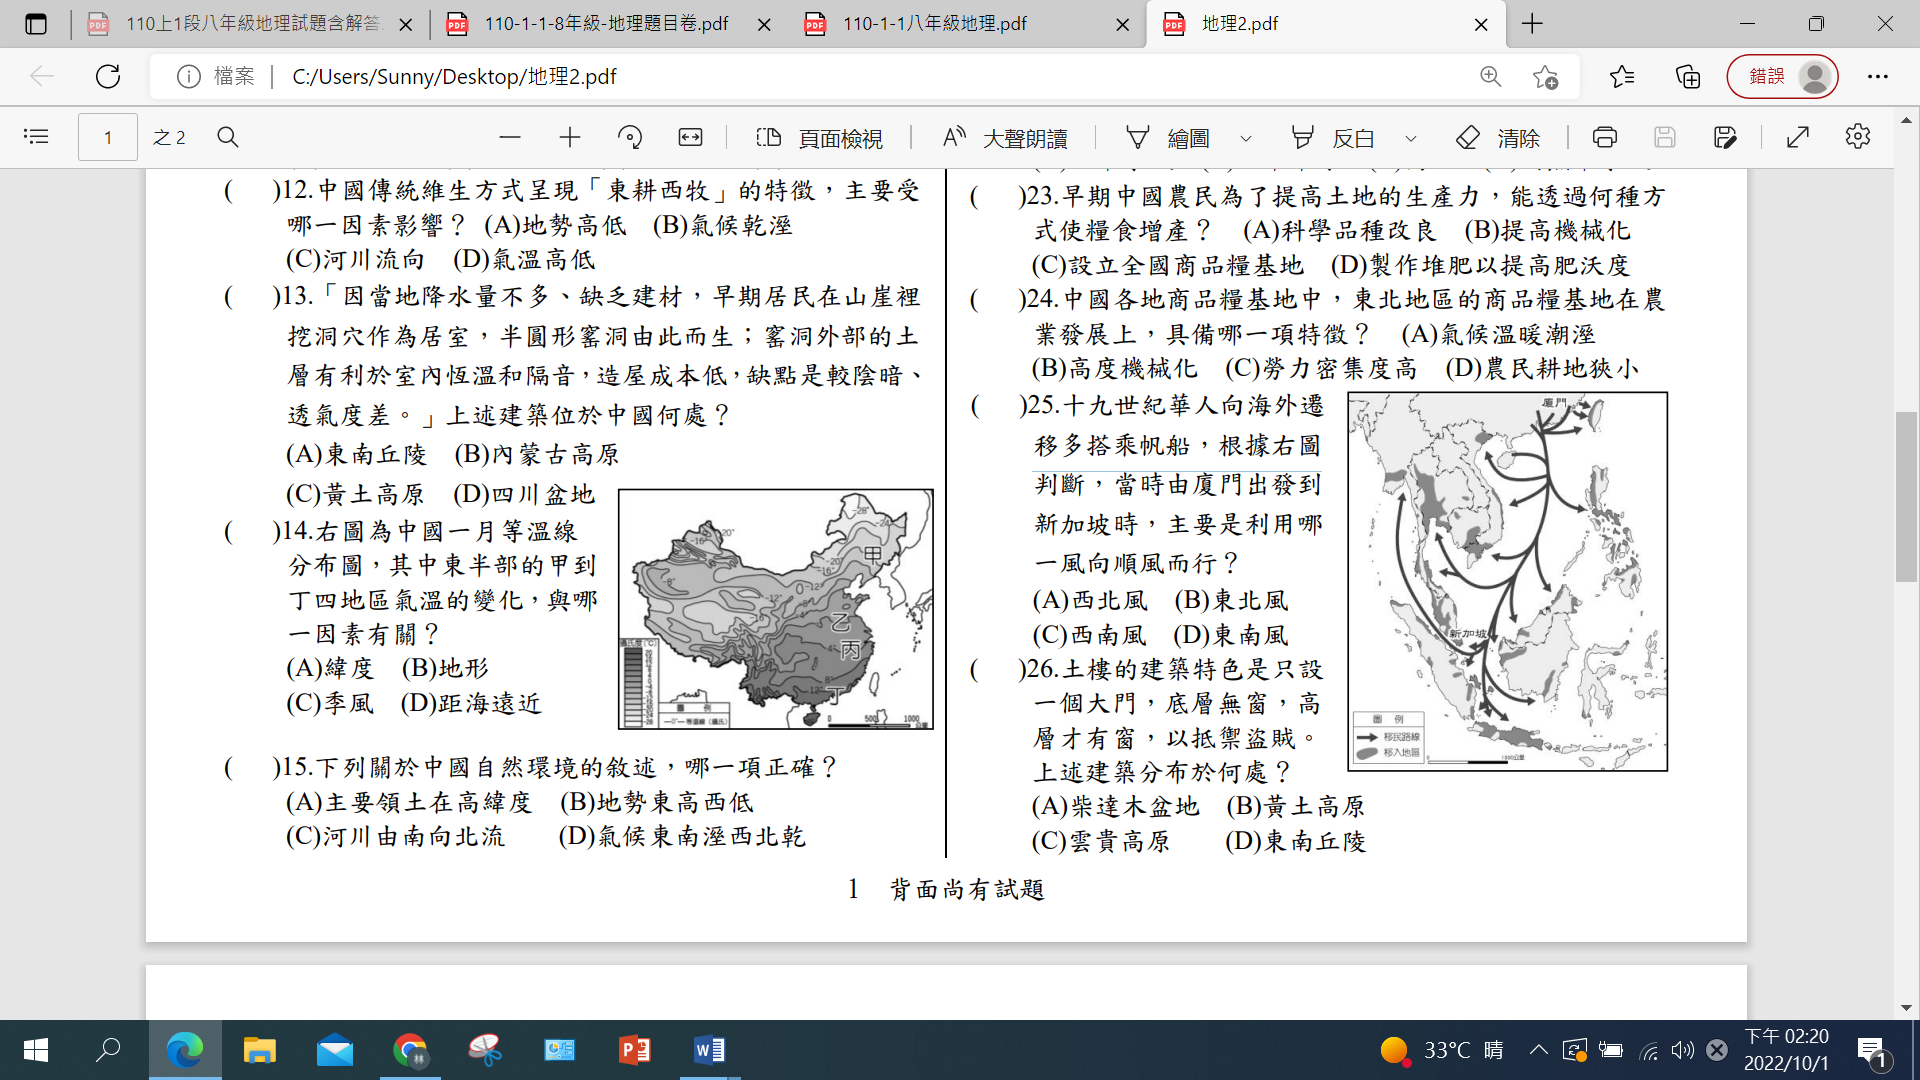 110上1段八年級地理試題含解答
110-1-1-8年級-地理題目卷.pdf
110-1-1八年級地理.pdf
地理2.pdf
檔案
C:/Users/Sunny/Desktop/地理2.pdf
錯誤
1 之 2
頁面檢視
大聲朗讀
繪圖
反白
清除
( )12.中國傳統維生方式呈現「東耕西牧」的特徵，主要受
哪一因素影響？ (A)地勢高低 (B)氣候乾溼
(C)河川流向 (D)氣溫高低
( )13.「因當地降水量不多、缺乏建材，早期居民在山崖裡
挖洞穴作為居室，半圓形窰洞由此而生；窰洞外部的土
層有利於室內恆溫和隔音，造屋成本低，缺點是較陰暗、
透氣度差。」上述建築位於中國何處？
(A)東南丘陵 (B)內蒙古高原
(C)黃土高原 (D)四川盆地
( )14.右圖為中國一月等溫線
分布圖，其中東半部的甲到
丁四地區氣溫的變化，與哪
一因素有關？
(A)緯度 (B)地形
(C)季風 (D)距海遠近
甲
乙
丙
丁
圖 例
0 500 1000
公里
( )15.下列關於中國自然環境的敘述，哪一項正確？
(A)主要領土在高緯度 (B)地勢東高西低
(C)河川由南向北流 (D)氣候東南溼西北乾
( )23.早期中國農民為了提高土地的生產力，能透過何種方
式使糧食增產？ (A)科學品種改良 (B)提高機械化
(C)設立全國商品糧基地 (D)製作堆肥以提高肥沃度
( )24.中國各地商品糧基地中，東北地區的商品糧基地在農
業發展上，具備哪一項特徵？ (A)氣候溫暖潮溼
(B)高度機械化 (C)勞力密集度高 (D)農民耕地狹小
( )25.十九世紀華人向海外遷
移多搭乘帆船，根據右圖
判斷，當時由廈門出發到
新加坡時，主要是利用哪
一風向順風而行？
(A)西北風 (B)東北風
(C)西南風 (D)東南風
廈門
新加坡
圖 例
移民路線
移入地區
0 1000公里
( )26.土樓的建築特色是只設
一個大門，底層無窗，高
層才有窗，以抵禦盜賊。
上述建築分布於何處？
(A)柴達木盆地 (B)黃土高原
(C)雲貴高原 (D)東南丘陵
1 背面尚有試題
33°C 晴
下午 02:20
2022/10/1
1